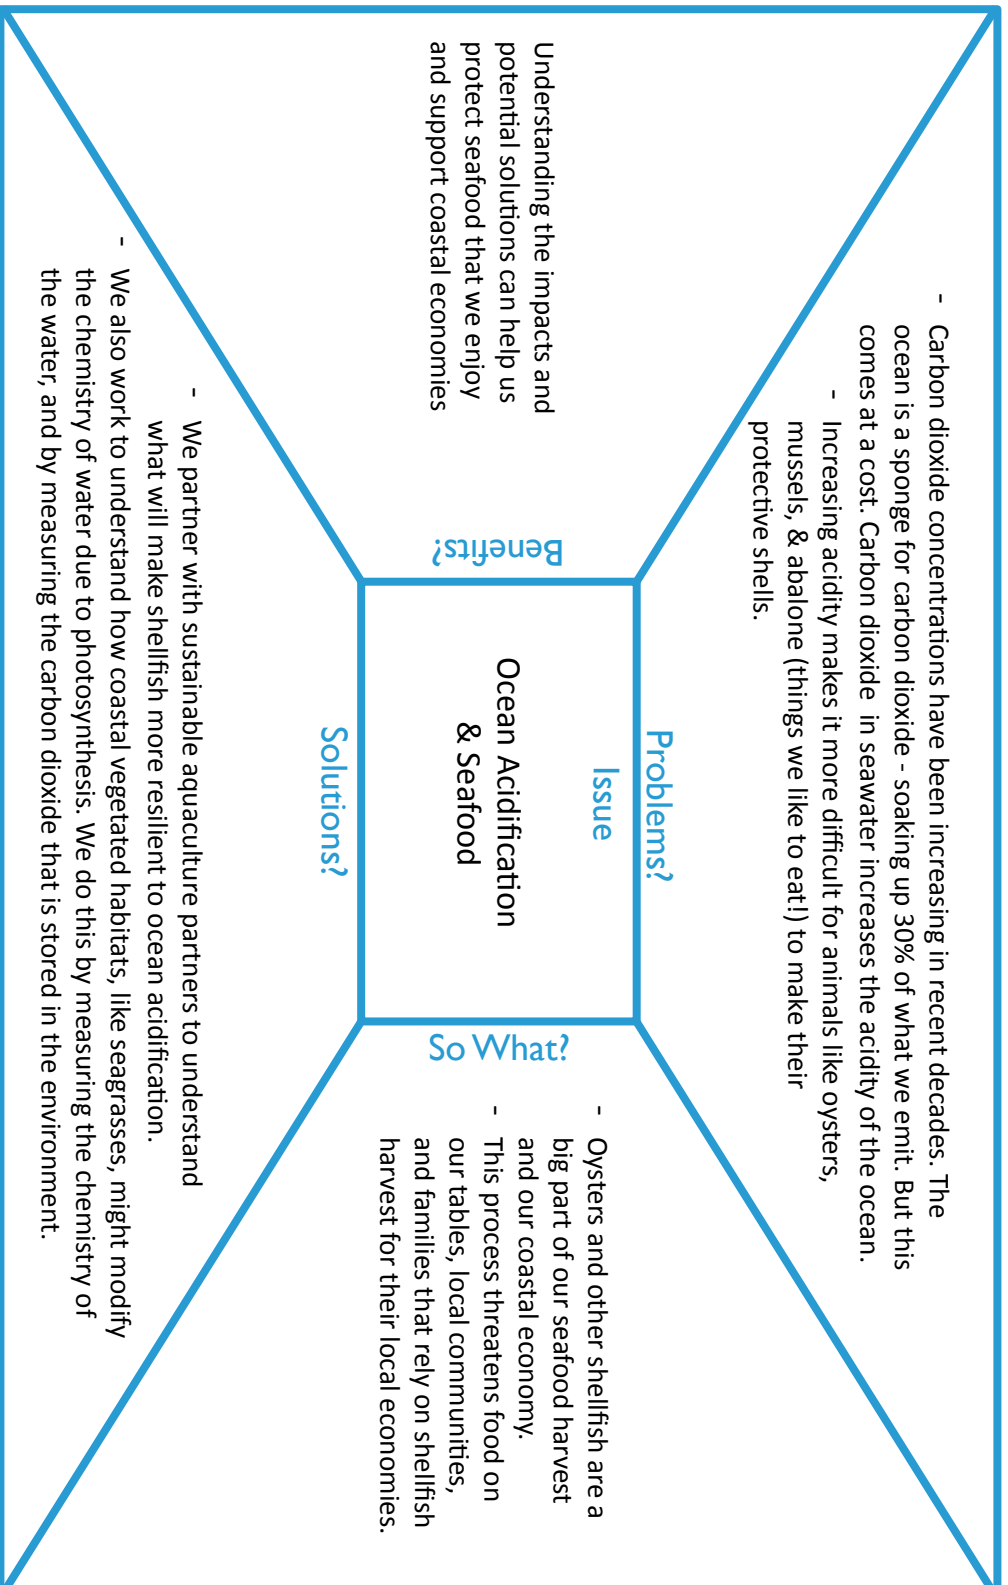 - Carbon dioxide concentrations have been increasing in recent decades. The
ocean is a sponge for carbon dioxide - soaking up 30% of what we emit. But this
comes at a cost. Carbon dioxide in seawater increases the acidity of the ocean.
- Increasing acidity makes it more difficult for animals like oysters,
mussels, & abalone (things we like to eat!) to make their
protective shells.
Problems?
Issue
Ocean Acidification
& Seafood
Benefits?
Understanding the impacts and
potential solutions can help us
protect seafood that we enjoy
and support coastal economies
So What?
- Oysters and other shellfish are a
big part of our seafood harvest
and our coastal economy.
- This process threatens food on
our tables, local communities,
and families that rely on shellfish
harvest for their local economies.
Solutions?
- We partner with sustainable aquaculture partners to understand
what will make shellfish more resilient to ocean acidification.
- We also work to understand how coastal vegetated habitats, like seagrasses, might modify
the chemistry of water due to photosynthesis. We do this by measuring the chemistry of
the water, and by measuring the carbon dioxide that is stored in the environment.